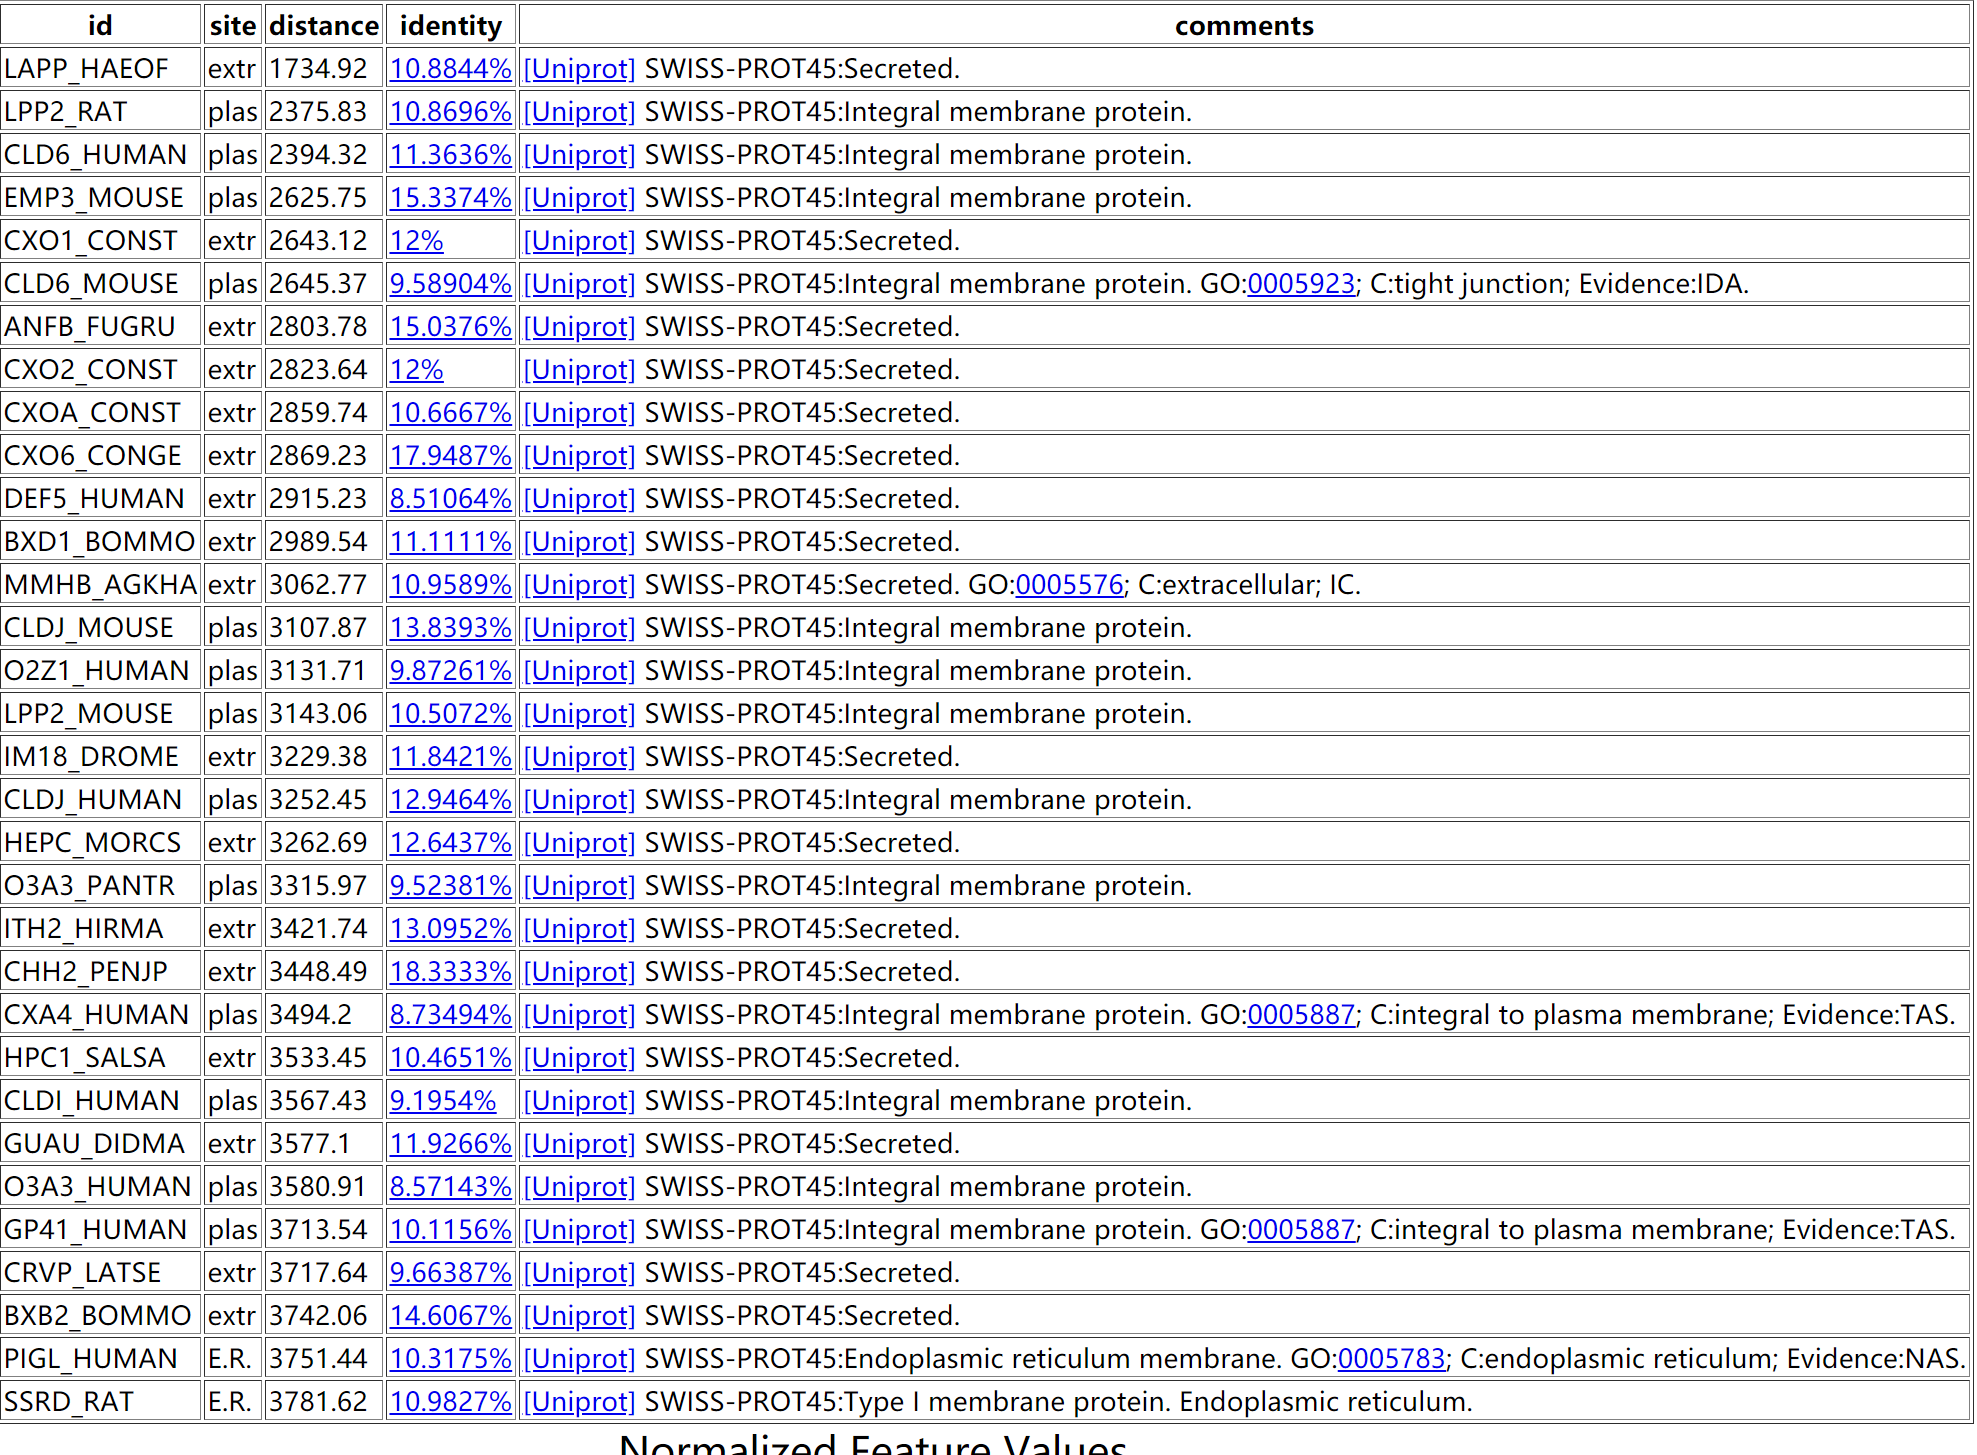 id site distance identity comments
LAPP_HAEOF extr 1734.92 10.8844% [Uniprot] SWISS-PROT45:Secreted.
LPP2_RAT plas 2375.83 10.8696% [Uniprot] SWISS-PROT45:Integral membrane protein.
CLD6_HUMAN plas 2394.32 11.3636% [Uniprot] SWISS-PROT45:Integral membrane protein.
EMP3_MOUSE plas 2625.75 15.3374% [Uniprot] SWISS-PROT45:Integral membrane protein.
CXO1_CONST extr 2643.12 12% [Uniprot] SWISS-PROT45:Secreted.
CLD6_MOUSE plas 2645.37 9.58904% [Uniprot] SWISS-PROT45:Integral membrane protein. GO:0005923; C:tight junction; Evidence:IDA.
ANFB_FUGRU extr 2803.78 15.0376% [Uniprot] SWISS-PROT45:Secreted.
CXO2_CONST extr 2823.64 12% [Uniprot] SWISS-PROT45:Secreted.
CXOA_CONST extr 2859.74 10.6667% [Uniprot] SWISS-PROT45:Secreted.
CXO6_CONGE extr 2869.23 17.9487% [Uniprot] SWISS-PROT45:Secreted.
DEF5_HUMAN extr 2915.23 8.51064% [Uniprot] SWISS-PROT45:Secreted.
BXD1_BOMMO extr 2989.54 11.1111% [Uniprot] SWISS-PROT45:Secreted.
MMHB_AGKHA extr 3062.77 10.9589% [Uniprot] SWISS-PROT45:Secreted. GO:0005576; C:extracellular; IC.
CLDJ_MOUSE plas 3107.87 13.8393% [Uniprot] SWISS-PROT45:Integral membrane protein.
O2Z1_HUMAN plas 3131.71 9.87261% [Uniprot] SWISS-PROT45:Integral membrane protein.
LPP2_MOUSE plas 3143.06 10.5072% [Uniprot] SWISS-PROT45:Integral membrane protein.
IM18_DROME extr 3229.38 11.8421% [Uniprot] SWISS-PROT45:Secreted.
CLDJ_HUMAN plas 3252.45 12.9464% [Uniprot] SWISS-PROT45:Integral membrane protein.
HEPC_MORCS extr 3262.69 12.6437% [Uniprot] SWISS-PROT45:Secreted.
O3A3_PANTR plas 3315.97 9.52381% [Uniprot] SWISS-PROT45:Integral membrane protein.
ITH2_HIRMA extr 3421.74 13.0952% [Uniprot] SWISS-PROT45:Secreted.
CHH2_PENJP extr 3448.49 18.3333% [Uniprot] SWISS-PROT45:Secreted.
CXA4_HUMAN plas 3494.2 8.73494% [Uniprot] SWISS-PROT45:Integral membrane protein. GO:0005887; C:integral to plasma membrane; Evidence:TAS.
HPC1_SALSA extr 3533.45 10.4651% [Uniprot] SWISS-PROT45:Secreted.
CLDI_HUMAN plas 3567.43 9.1954% [Uniprot] SWISS-PROT45:Integral membrane protein.
GUAU_DIDMA extr 3577.1 11.9266% [Uniprot] SWISS-PROT45:Secreted.
O3A3_HUMAN plas 3580.91 8.57143% [Uniprot] SWISS-PROT45:Integral membrane protein.
GP41_HUMAN plas 3713.54 10.1156% [Uniprot] SWISS-PROT45:Integral membrane protein. GO:0005887; C:integral to plasma membrane; Evidence:TAS.
CRVP_LATSE extr 3717.64 9.66387% [Uniprot] SWISS-PROT45:Secreted.
BXB2_BOMMO extr 3742.06 14.6067% [Uniprot] SWISS-PROT45:Secreted.
PIGL_HUMAN E.R. 3751.44 10.3175% [Uniprot] SWISS-PROT45:Endoplasmic reticulum membrane. GO:0005783; C:endoplasmic reticulum; Evidence:NAS.
SSRD_RAT E.R. 3781.62 10.9827% [Uniprot] SWISS-PROT45:Type I membrane protein. Endoplasmic reticulum.
Normalized Feature Values